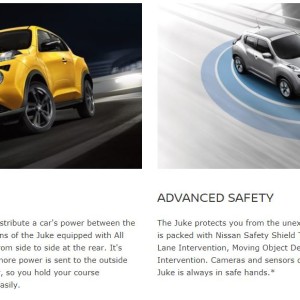 ADVANCED SAFETY
stribute a car's power between the
ns of the Juke equipped with All
om side to side at the rear. It's
more power is sent to the outside
, so you hold your course
asily.
The Juke protects you from the unex
is packed with Nissan Safety Shield T
Lane Intervention, Moving Object De
Intervention. Cameras and sensors c
Juke is always in safe hands.*